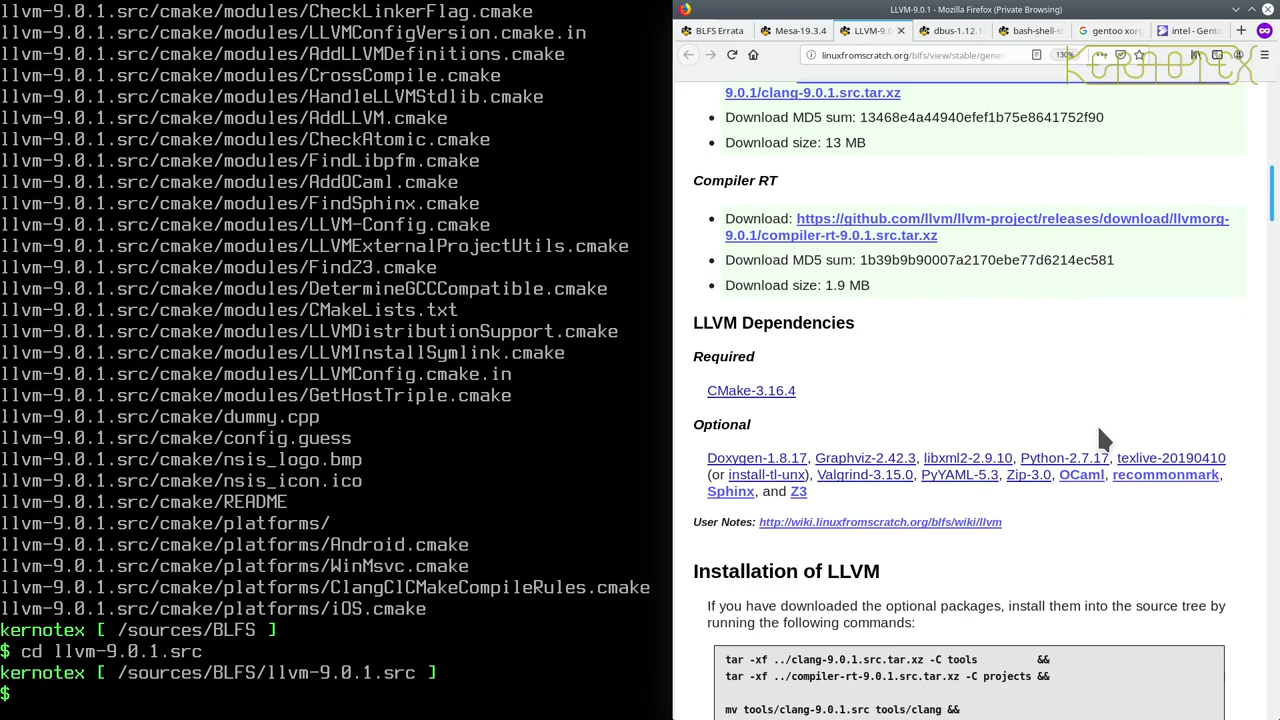 llvm-9.0.1.src/cmake/modules/CheckLinkerFlag.cmake
llvm-9.0.1.src/cmake/modules/LLVMConfigVersion.cmake.in
llvm-9.0.1.src/cmake/modules/AddLLVMDefinitions.cmake
llvm-9.0.1.src/cmake/modules/CrossCompile.cmake
llvm-9.0.1.src/cmake/modules/HandleLLVMStdlib.cmake
llvm-9.0.1.src/cmake/modules/AddLLVM.cmake
llvm-9.0.1.src/cmake/modules/CheckAtomic.cmake
llvm-9.0.1.src/cmake/modules/FindLibpfm.cmake
llvm-9.0.1.src/cmake/modules/AddOCaml.cmake
llvm-9.0.1.src/cmake/modules/FindSphinx.cmake
llvm-9.0.1.src/cmake/modules/LLVM-Config.cmake
llvm-9.0.1.src/cmake/modules/LLVMExternalProjectUtils.cmake
llvm-9.0.1.src/cmake/modules/FindZ3.cmake
llvm-9.0.1.src/cmake/modules/DetermineGCCCompatible.cmake
llvm-9.0.1.src/cmake/modules/CMakeLists.txt
llvm-9.0.1.src/cmake/modules/LLVMDistributionSupport.cmake
llvm-9.0.1.src/cmake/modules/LLVMInstallSymlink.cmake
llvm-9.0.1.src/cmake/modules/LLVMConfig.cmake.in
llvm-9.0.1.src/cmake/modules/GetHostTriple.cmake
llvm-9.0.1.src/cmake/dummy.cpp
llvm-9.0.1.src/cmake/config.guess
llvm-9.0.1.src/cmake/nsis_logo.bmp
llvm-9.0.1.src/cmake/nsis_icon.ico
llvm-9.0.1.src/cmake/README
llvm-9.0.1.src/cmake/platforms/
llvm-9.0.1.src/cmake/platforms/Android.cmake
llvm-9.0.1.src/cmake/platforms/WinMsvc.cmake
llvm-9.0.1.src/cmake/platforms/ClangClCMakeCompileRules.cmake
llvm-9.0.1.src/cmake/platforms/iOS.cmake
kernotex [ /sources/BLFS ]
$ cd llvm-9.0.1.src
kernotex [ /sources/BLFS/llvm-9.0.1.src ]
$
LLVM-9.0.1 - Mozilla Firefox (Private Browsing)
BLFS Errata Mesa-19.3.4 LLVM-9.0 dbus-1.12.1 bash-shell-s gentoo xorg intel - Gento
linuxfromscratch.org/blfs/view/stable/gene 130%
KERNOTEX
9.0.1/clang-9.0.1.src.tar.xz
• Download MD5 sum: 13468e4a44940efef1b75e8641752f90
• Download size: 13 MB
Compiler RT
• Download: https://github.com/llvm/llvm-project/releases/download/llvmorg-
9.0.1/compiler-rt-9.0.1.src.tar.xz
• Download MD5 sum: 1b39b9b90007a2170ebe77d6214ec581
• Download size: 1.9 MB
LLVM Dependencies
Required
CMake-3.16.4
Optional
Doxygen-1.8.17, Graphviz-2.42.3, libxml2-2.9.10, Python-2.7.17, texlive-20190410
(or install-tl-unx), Valgrind-3.15.0, PyYAML-5.3, Zip-3.0, OCaml, recommonmark,
Sphinx, and Z3
User Notes: http://wiki.linuxfromscratch.org/blfs/wiki/llvm
Installation of LLVM
If you have downloaded the optional packages, install them into the source tree by
running the following commands:
tar -xf ../clang-9.0.1.src.tar.xz -C tools &&
tar -xf ../compiler-rt-9.0.1.src.tar.xz -C projects &&
mv tools/clang-9.0.1.src tools/clang &&